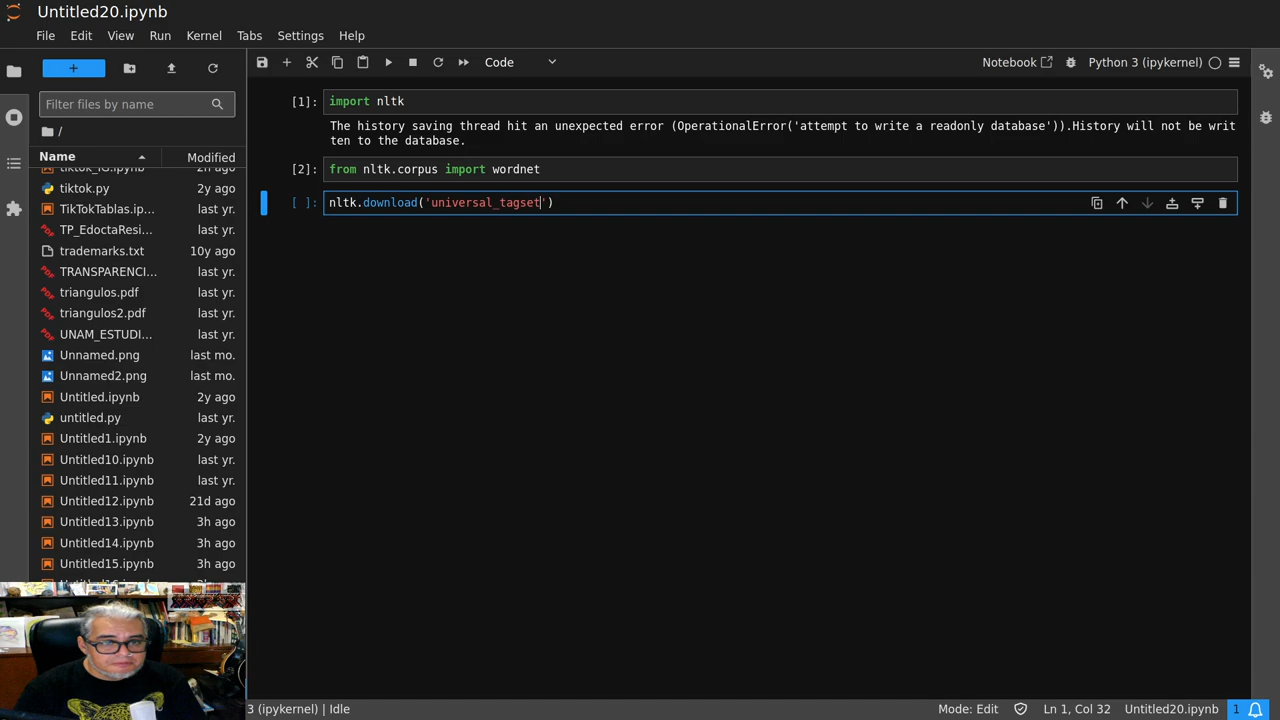 Untitled20.ipynb
File Edit View Run Kernel Tabs Settings Help
+
Code
Notebook
Python 3 (ipykernel)
Filter files by name
/
Name Modified
tiktok.py 2y ago
TikTokTablas.ip... last yr.
TP_EdoctaResi... last yr.
trademarks.txt 10y ago
TRANSPARENCI... last yr.
triangulos.pdf last yr.
triangulos2.pdf last yr.
UNAM_ESTUDI... last yr.
Unnamed.png last mo.
Unnamed2.png last mo.
Untitled.ipynb 2y ago
untitled.py last yr.
Untitled1.ipynb 2y ago
Untitled10.ipynb last yr.
Untitled11.ipynb last yr.
Untitled12.ipynb 21d ago
Untitled13.ipynb 3h ago
Untitled14.ipynb 3h ago
Untitled15.ipynb 3h ago
[1]: import nltk
The history saving thread hit an unexpected error (OperationalError('attempt to write a readonly database')).History will not be writ
ten to the database.
[2]: from nltk.corpus import wordnet
[ ]: nltk.download('universal_tagset')
3 (ipykernel) | Idle
Mode: Edit
Ln 1, Col 32
Untitled20.ipynb
1